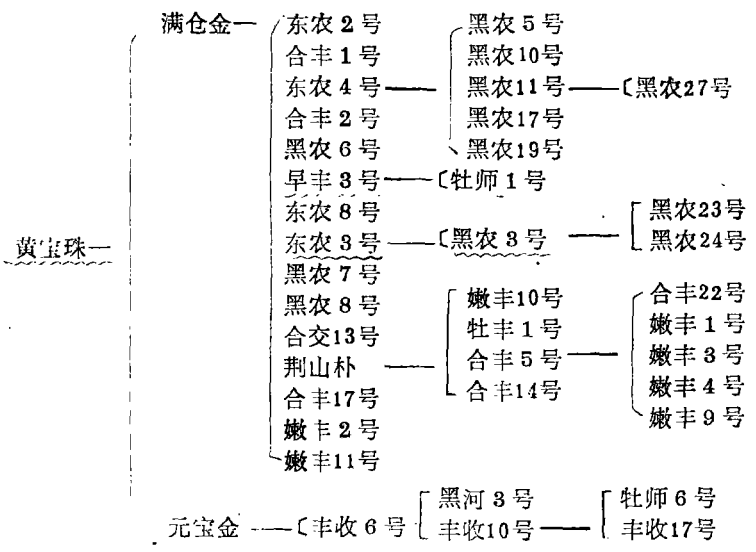 满仓金 东农2号 黑农5号
合丰1号 黑农10号
东农4号 黑农11号 黑农27号
合丰2号 黑农17号
黑农6号 黑农19号
早丰3号 牡师1号
东农8号 黑农23号
黄宝珠 东农3号 黑农3号 黑农24号
黑农7号
黑农8号 嫩丰10号 合丰22号
合交13号 牡丰1号 嫩丰1号
荆山朴 合丰5号 嫩丰3号
合丰17号 合丰14号 嫩丰4号
嫩丰2号 嫩丰9号
嫩丰11号
元宝金 丰收6号 黑河3号 牡师6号
丰收10号 丰收17号